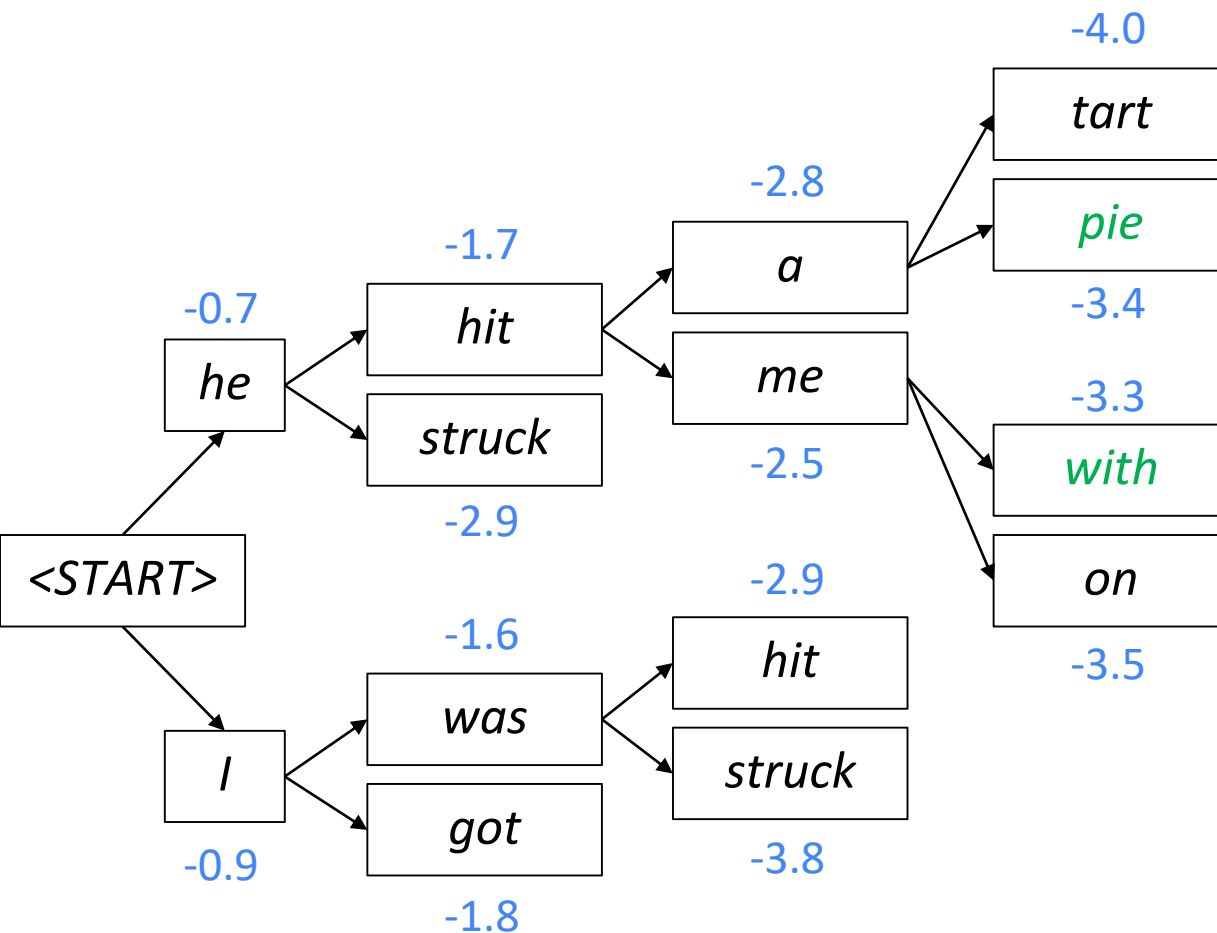 -4.0
tart
-2.8
pie
-1.7
a
-3.4
-0.7
hit
me
-3.3
he
struck
-2.5
with
-2.9
<START>
-2.9
on
-1.6
hit
-3.5
was
I
struck
got
-0.9
-3.8
-1.8